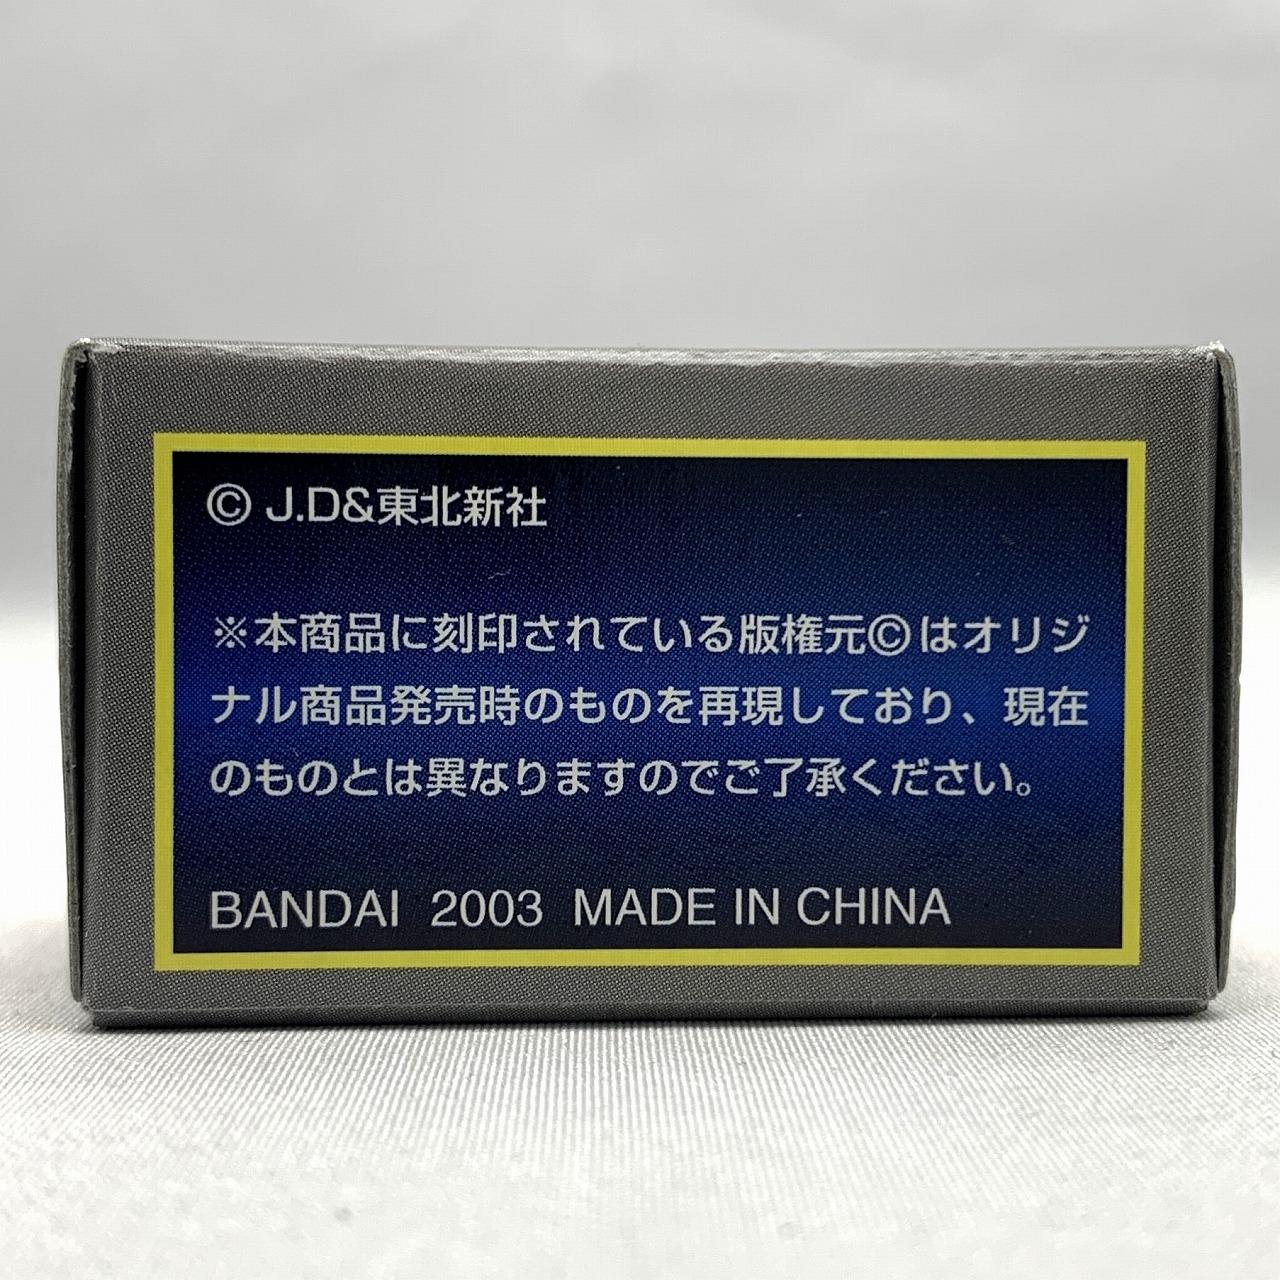 © J.D&東北新社
※本商品に刻印されている版権元©はオリジ
ナル商品発売時のものを再現しており、現在
のものとは異なりますのでご了承ください。
BANDAI 2003 MADE IN CHINA